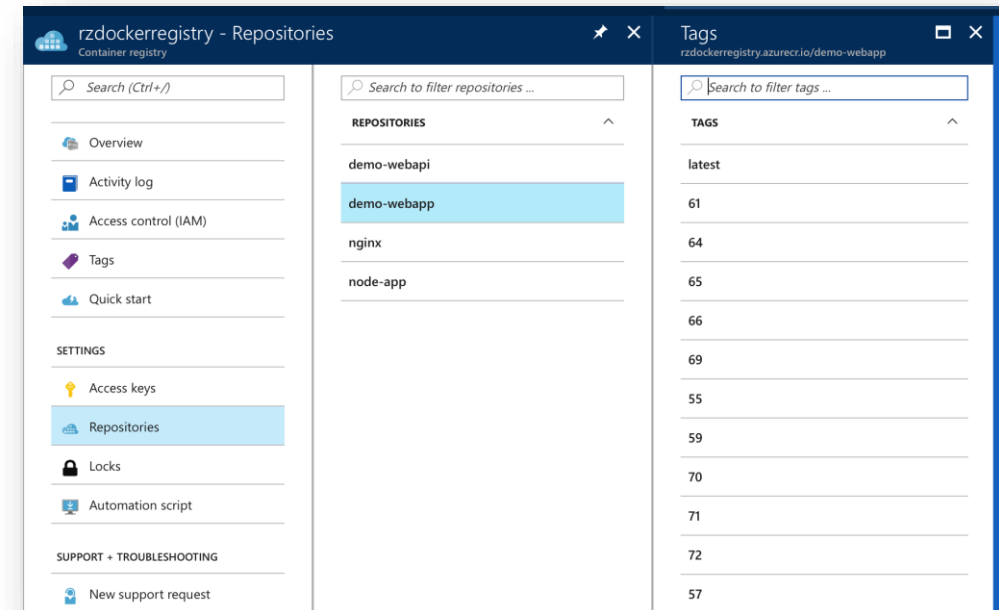 rzdockerregistry - Repositories
Container registry
Search (Ctrl+/)
Overview
Activity log
Access control (IAM)
Tags
Quick start
SETTINGS
Access keys
Repositories
Locks
Automation script
SUPPORT + TROUBLESHOOTING
New support request
Search to filter repositories ...
REPOSITORIES
demo-webapi
demo-webapp
nginx
node-app
Tags
rzdockerregistry.azurecr.io/demo-webapp
Search to filter tags ...
TAGS
latest
61
64
65
66
69
55
59
70
71
72
57